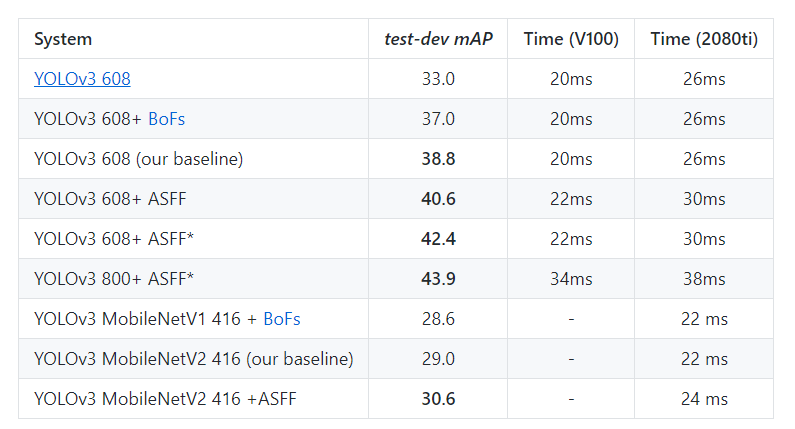 System test-dev mAP Time (V100) Time (2080ti)
YOLOv3 608 33.0 20ms 26ms
YOLOv3 608+ BoFs 37.0 20ms 26ms
YOLOv3 608 (our baseline) 38.8 20ms 26ms
YOLOv3 608+ ASFF 40.6 22ms 30ms
YOLOv3 608+ ASFF* 42.4 22ms 30ms
YOLOv3 800+ ASFF* 43.9 34ms 38ms
YOLOv3 MobileNetV1 416 + BoFs 28.6 - 22 ms
YOLOv3 MobileNetV2 416 (our baseline) 29.0 - 22 ms
YOLOv3 MobileNetV2 416 +ASFF 30.6 - 24 ms